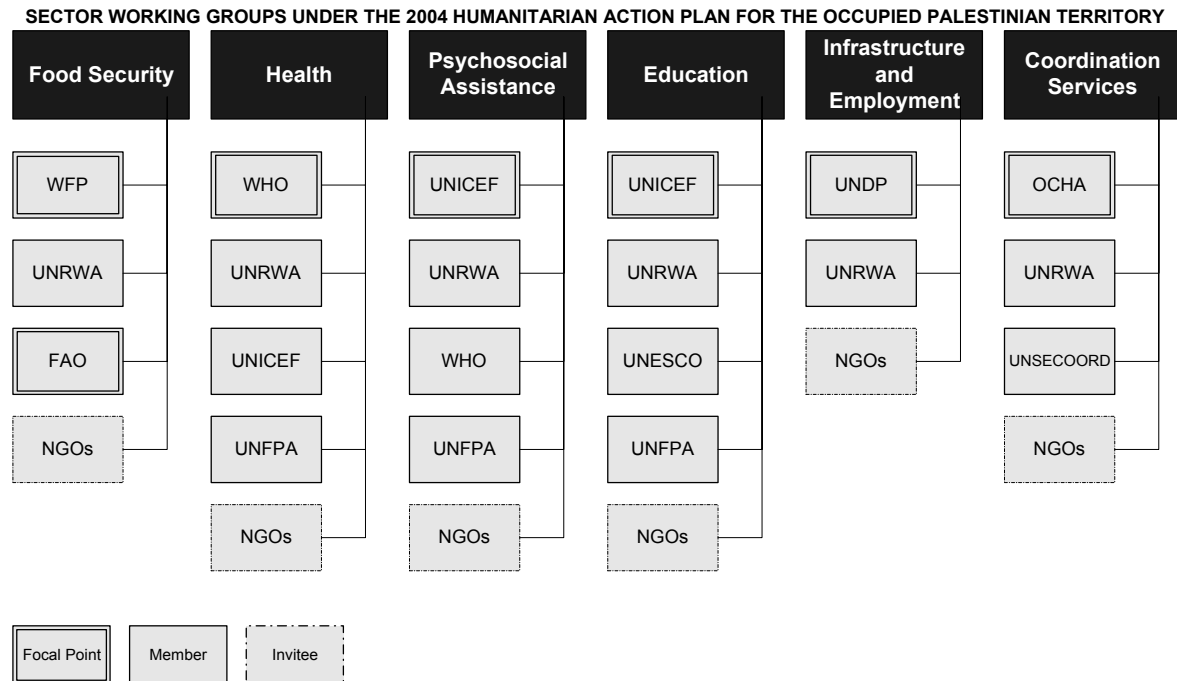 SECTOR WORKING GROUPS UNDER THE 2004 HUMANITARIAN ACTION PLAN FOR THE OCCUPIED PALESTINIAN TERRITORY
Food Security
WFP
UNRWA
FAO
NGOs
Health
WHO
UNRWA
UNICEF
UNFPA
NGOs
Psychosocial
Assistance
UNICEF
UNRWA
WHO
UNFPA
NGOs
Education
UNICEF
UNRWA
UNESCO
UNFPA
NGOs
Infrastructure
and
Employment
UNDP
UNRWA
NGOs
Coordination
Services
OCHA
UNRWA
UNSECOORD
NGOs
Focal Point
Member
Invitee